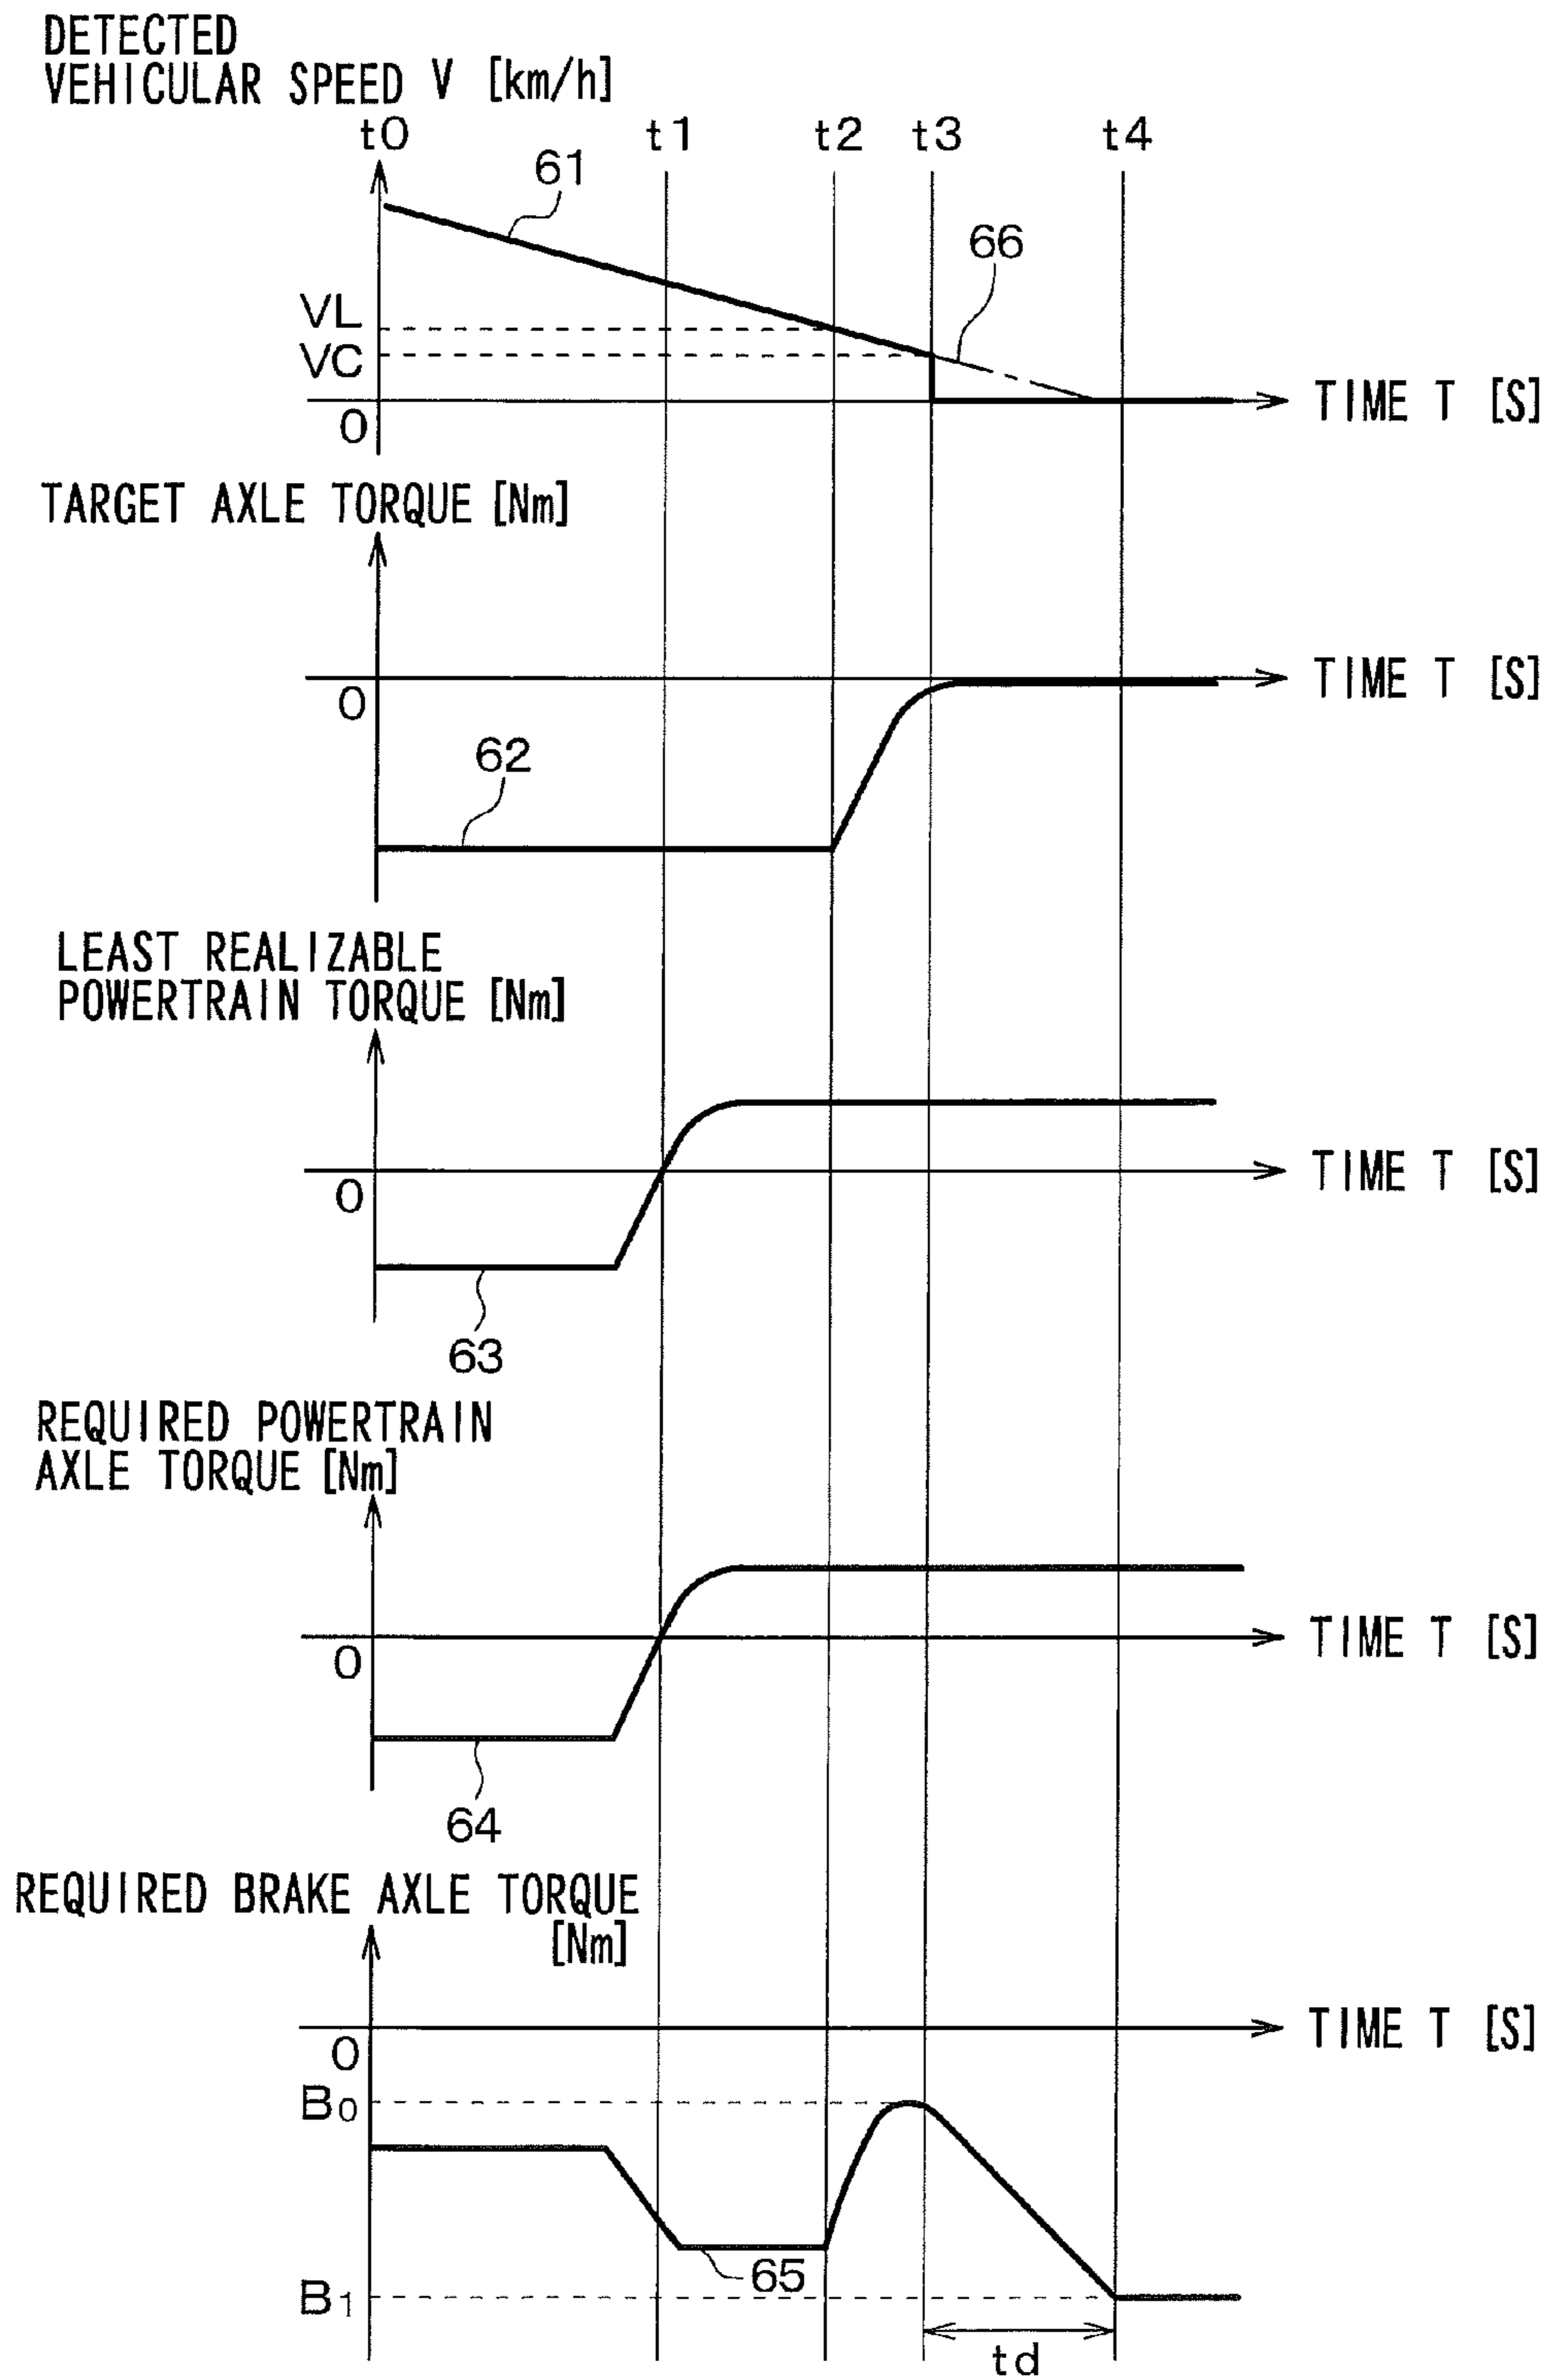 DETECTED
VEHICULAR SPEED V [km/h]
t0 t1 t2 t3 t4
61
66
VL
VC
0
TIME T [S]
TARGET AXLE TORQUE [Nm]
0
TIME T [S]
62
LEAST REALIZABLE
POWERTRAIN TORQUE [Nm]
0
TIME T [S]
63
REQUIRED POWERTRAIN
AXLE TORQUE [Nm]
0
TIME T [S]
64
REQUIRED BRAKE AXLE TORQUE
[Nm]
0
TIME T [S]
B0
65
B1
td